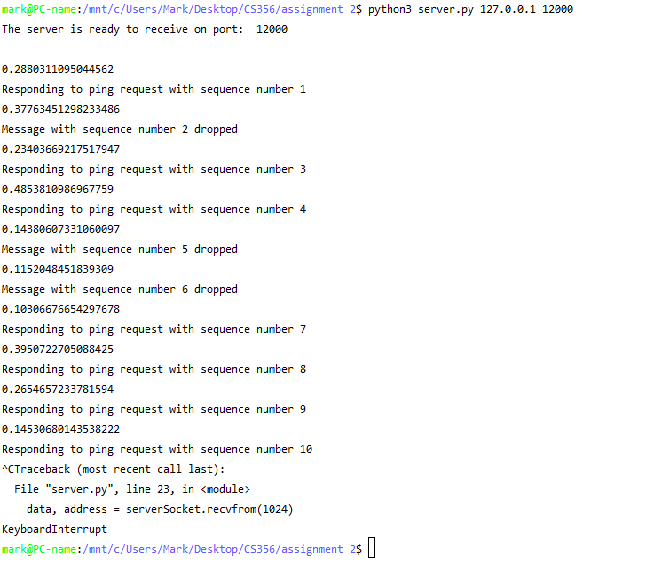 mark@PC-name:/mnt/c/Users/Mark/Desktop/CS356/assignment 2$ python3 server.py 127.0.0.1 12000
The server is ready to receive on port:  12000
0.2880311095044562
Responding to ping request with sequence number 1
0.37763451298233486
Message with sequence number 2 dropped
0.23403669217517947
Responding to ping request with sequence number 3
0.4853810986967759
Responding to ping request with sequence number 4
0.14380607331060097
Message with sequence number 5 dropped
0.1152048451839309
Message with sequence number 6 dropped
0.10306676654297678
Responding to ping request with sequence number 7
0.3950722705088425
Responding to ping request with sequence number 8
0.2654657233781594
Responding to ping request with sequence number 9
0.14530680143538222
Responding to ping request with sequence number 10
^CTraceback (most recent call last):
  File "server.py", line 23, in <module>
    data, address = serverSocket.recvfrom(1024)
KeyboardInterrupt
mark@PC-name:/mnt/c/Users/Mark/Desktop/CS356/assignment 2$